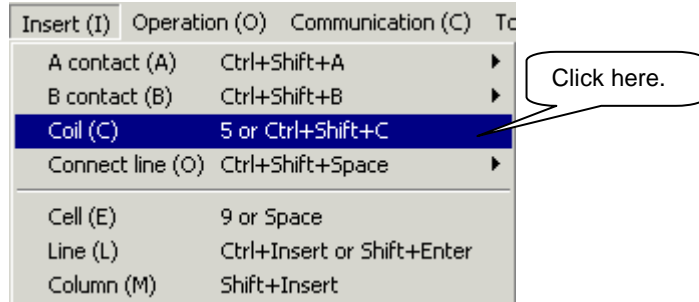 Insert (I) Operation (O) Communication (C)
A contact (A) Ctrl+Shift+A
B contact (B) Ctrl+Shift+B
Click here.
Coil (C) 5 or Ctrl+Shift+C
Connect line (O) Ctrl+Shift+Space
Cell (E) 9 or Space
Line (L) Ctrl+Insert or Shift+Enter
Column (M) Shift+Insert